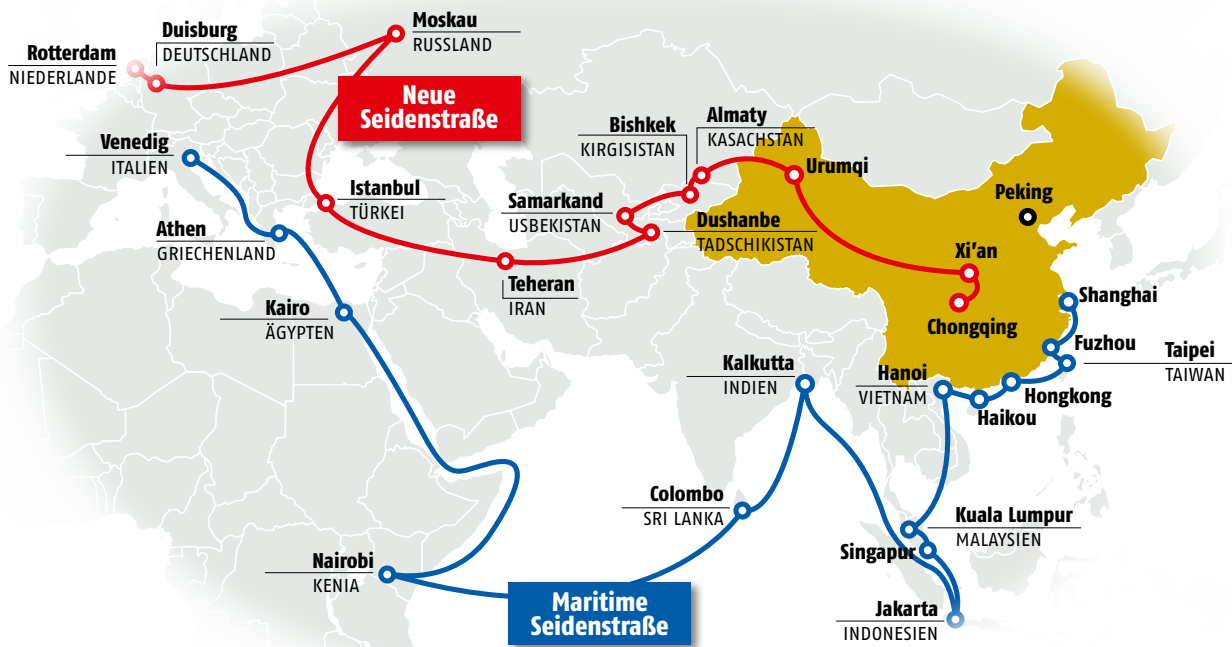 Moskau
RUSSLAND
Duisburg
DEUTSCHLAND
Rotterdam
NIEDERLANDE
Neue
Seidenstraße
Almaty
KASACHSTAN
Bishkek
KIRGISISTAN
Venedig
ITALIEN
Urumqi
Istanbul
TÜRKEI
Samarkand
USBEKISTAN
Peking
Dushanbe
TADSCHIKISTAN
Athen
GRIECHENLAND
Xi'an
Teheran
IRAN
Shanghai
Kairo
ÄGYPTEN
Chongqing
Fuzhou
Taipei
TAIWAN
Kalkutta
INDIEN
Hanoi
VIETNAM
Hongkong
Haikou
Colombo
SRI LANKA
Kuala Lumpur
MALAYSIEN
Singapur
Nairobi
KENIA
Maritime
Seidenstraße
Jakarta
INDONESIEN